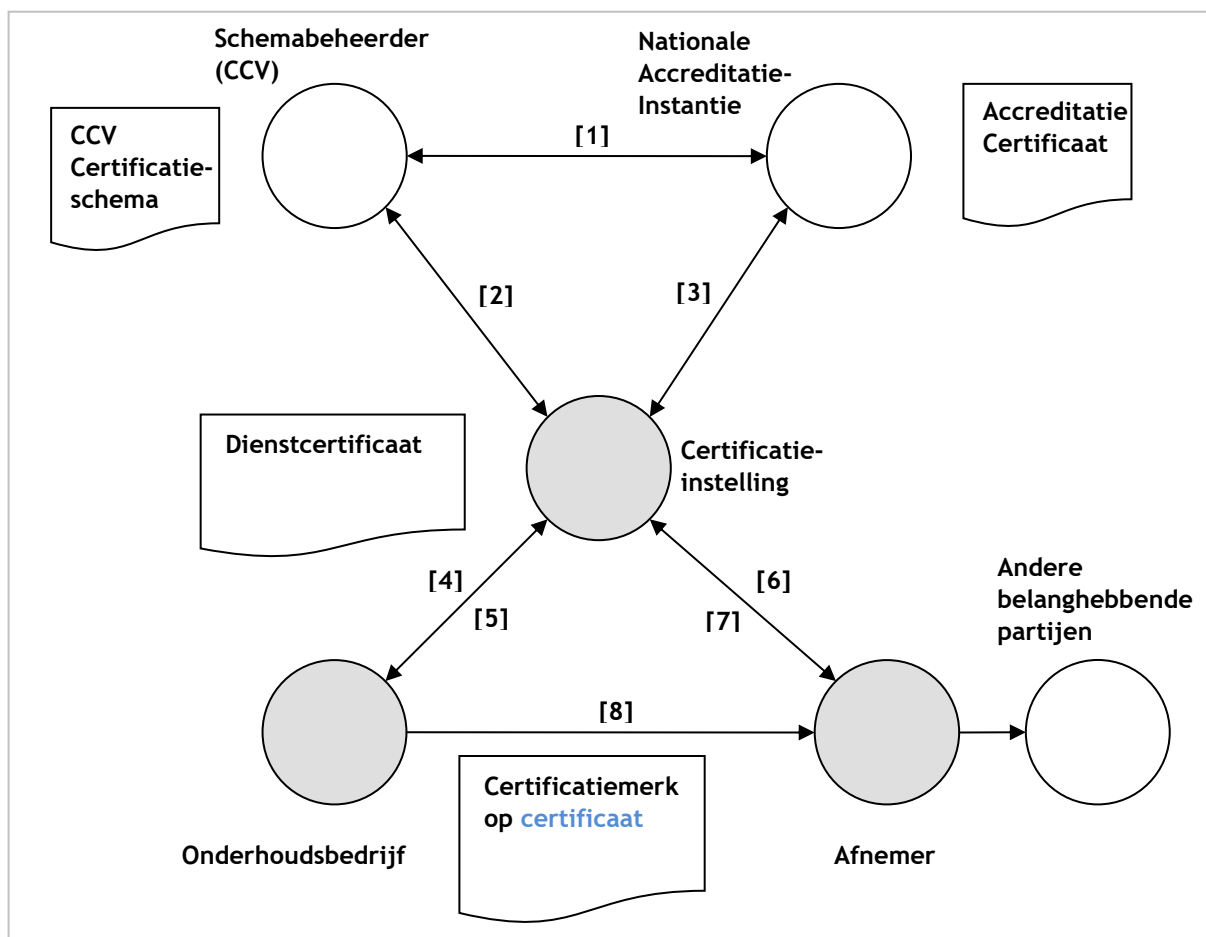 Schemabeheerder
(CCV)
Nationale
Accreditatie-
Instantie
CCV
Certificatie-
schema
[1]
Accreditatie
Certificaat
[2]
[3]
Dienstcertificaat
Certificatie-
instelling
[4]
[5]
[6]
[7]
Andere
belanghebbende
partijen
[8]
Certificatiemerk
op certificaat
Onderhoudsbedrijf
Afnemer